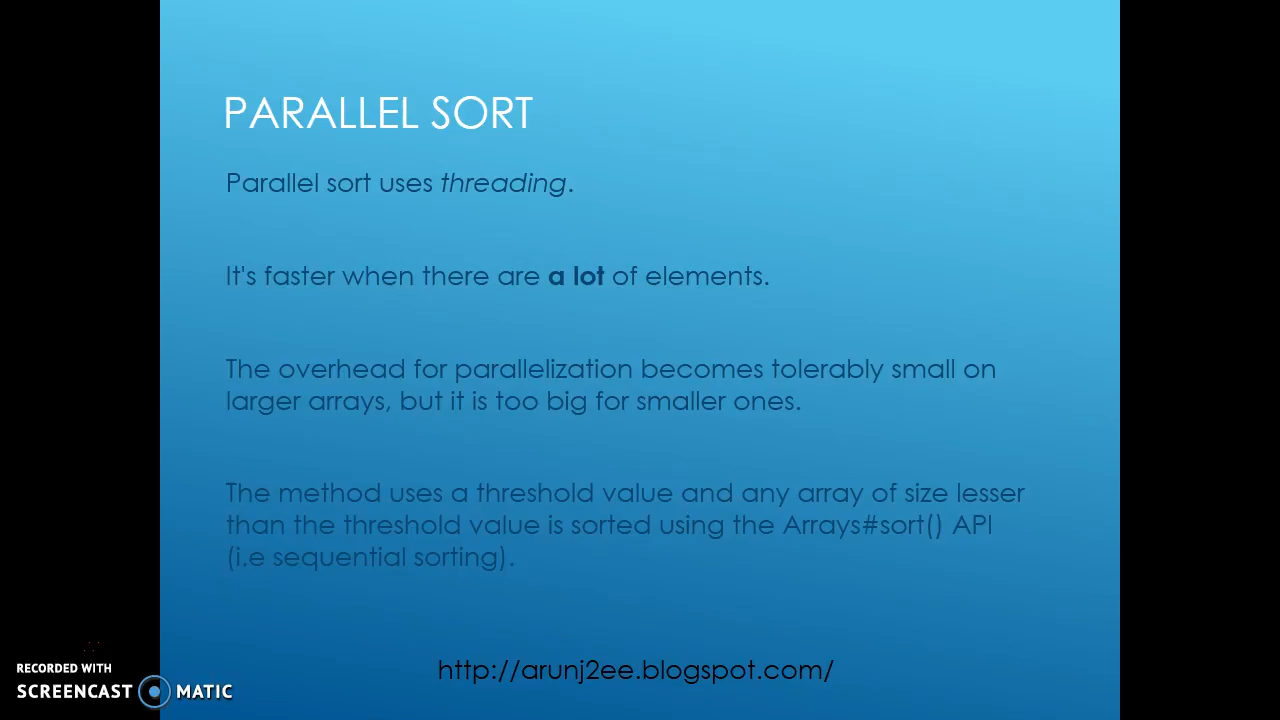 PARALLEL SORT
Parallel sort uses threading.
It's faster when there are a lot of elements.
The overhead for parallelization becomes tolerably small on
larger arrays, but it is too big for smaller ones.
The method uses a threshold value and any array of size lesser
than the threshold value is sorted using the Arrays#sort() API
(i.e sequential sorting).
http://arunj2ee.blogspot.com/
RECORDED WITH
SCREENCAST MATIC